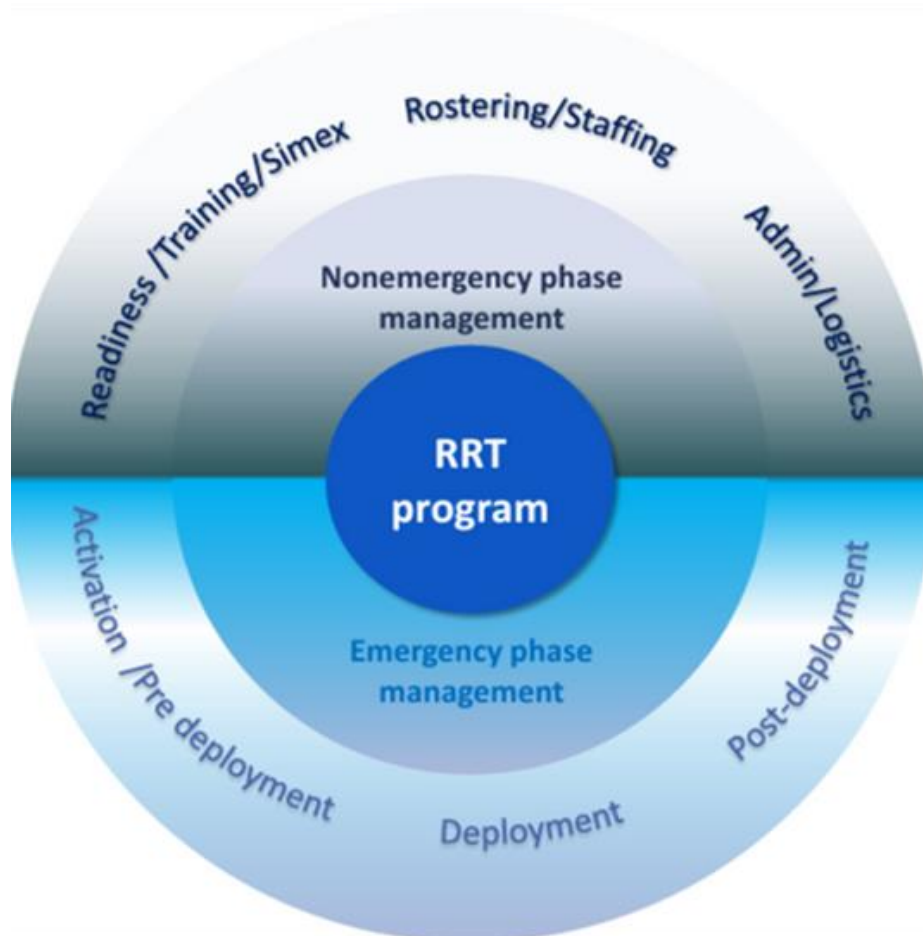 Readiness /Training/Simex
Rostering/Staffing
Admin/Logistics
Nonemergency phase
management
RRT
program
Emergency phase
management
Activation /Pre deployment
Deployment
Post-deployment